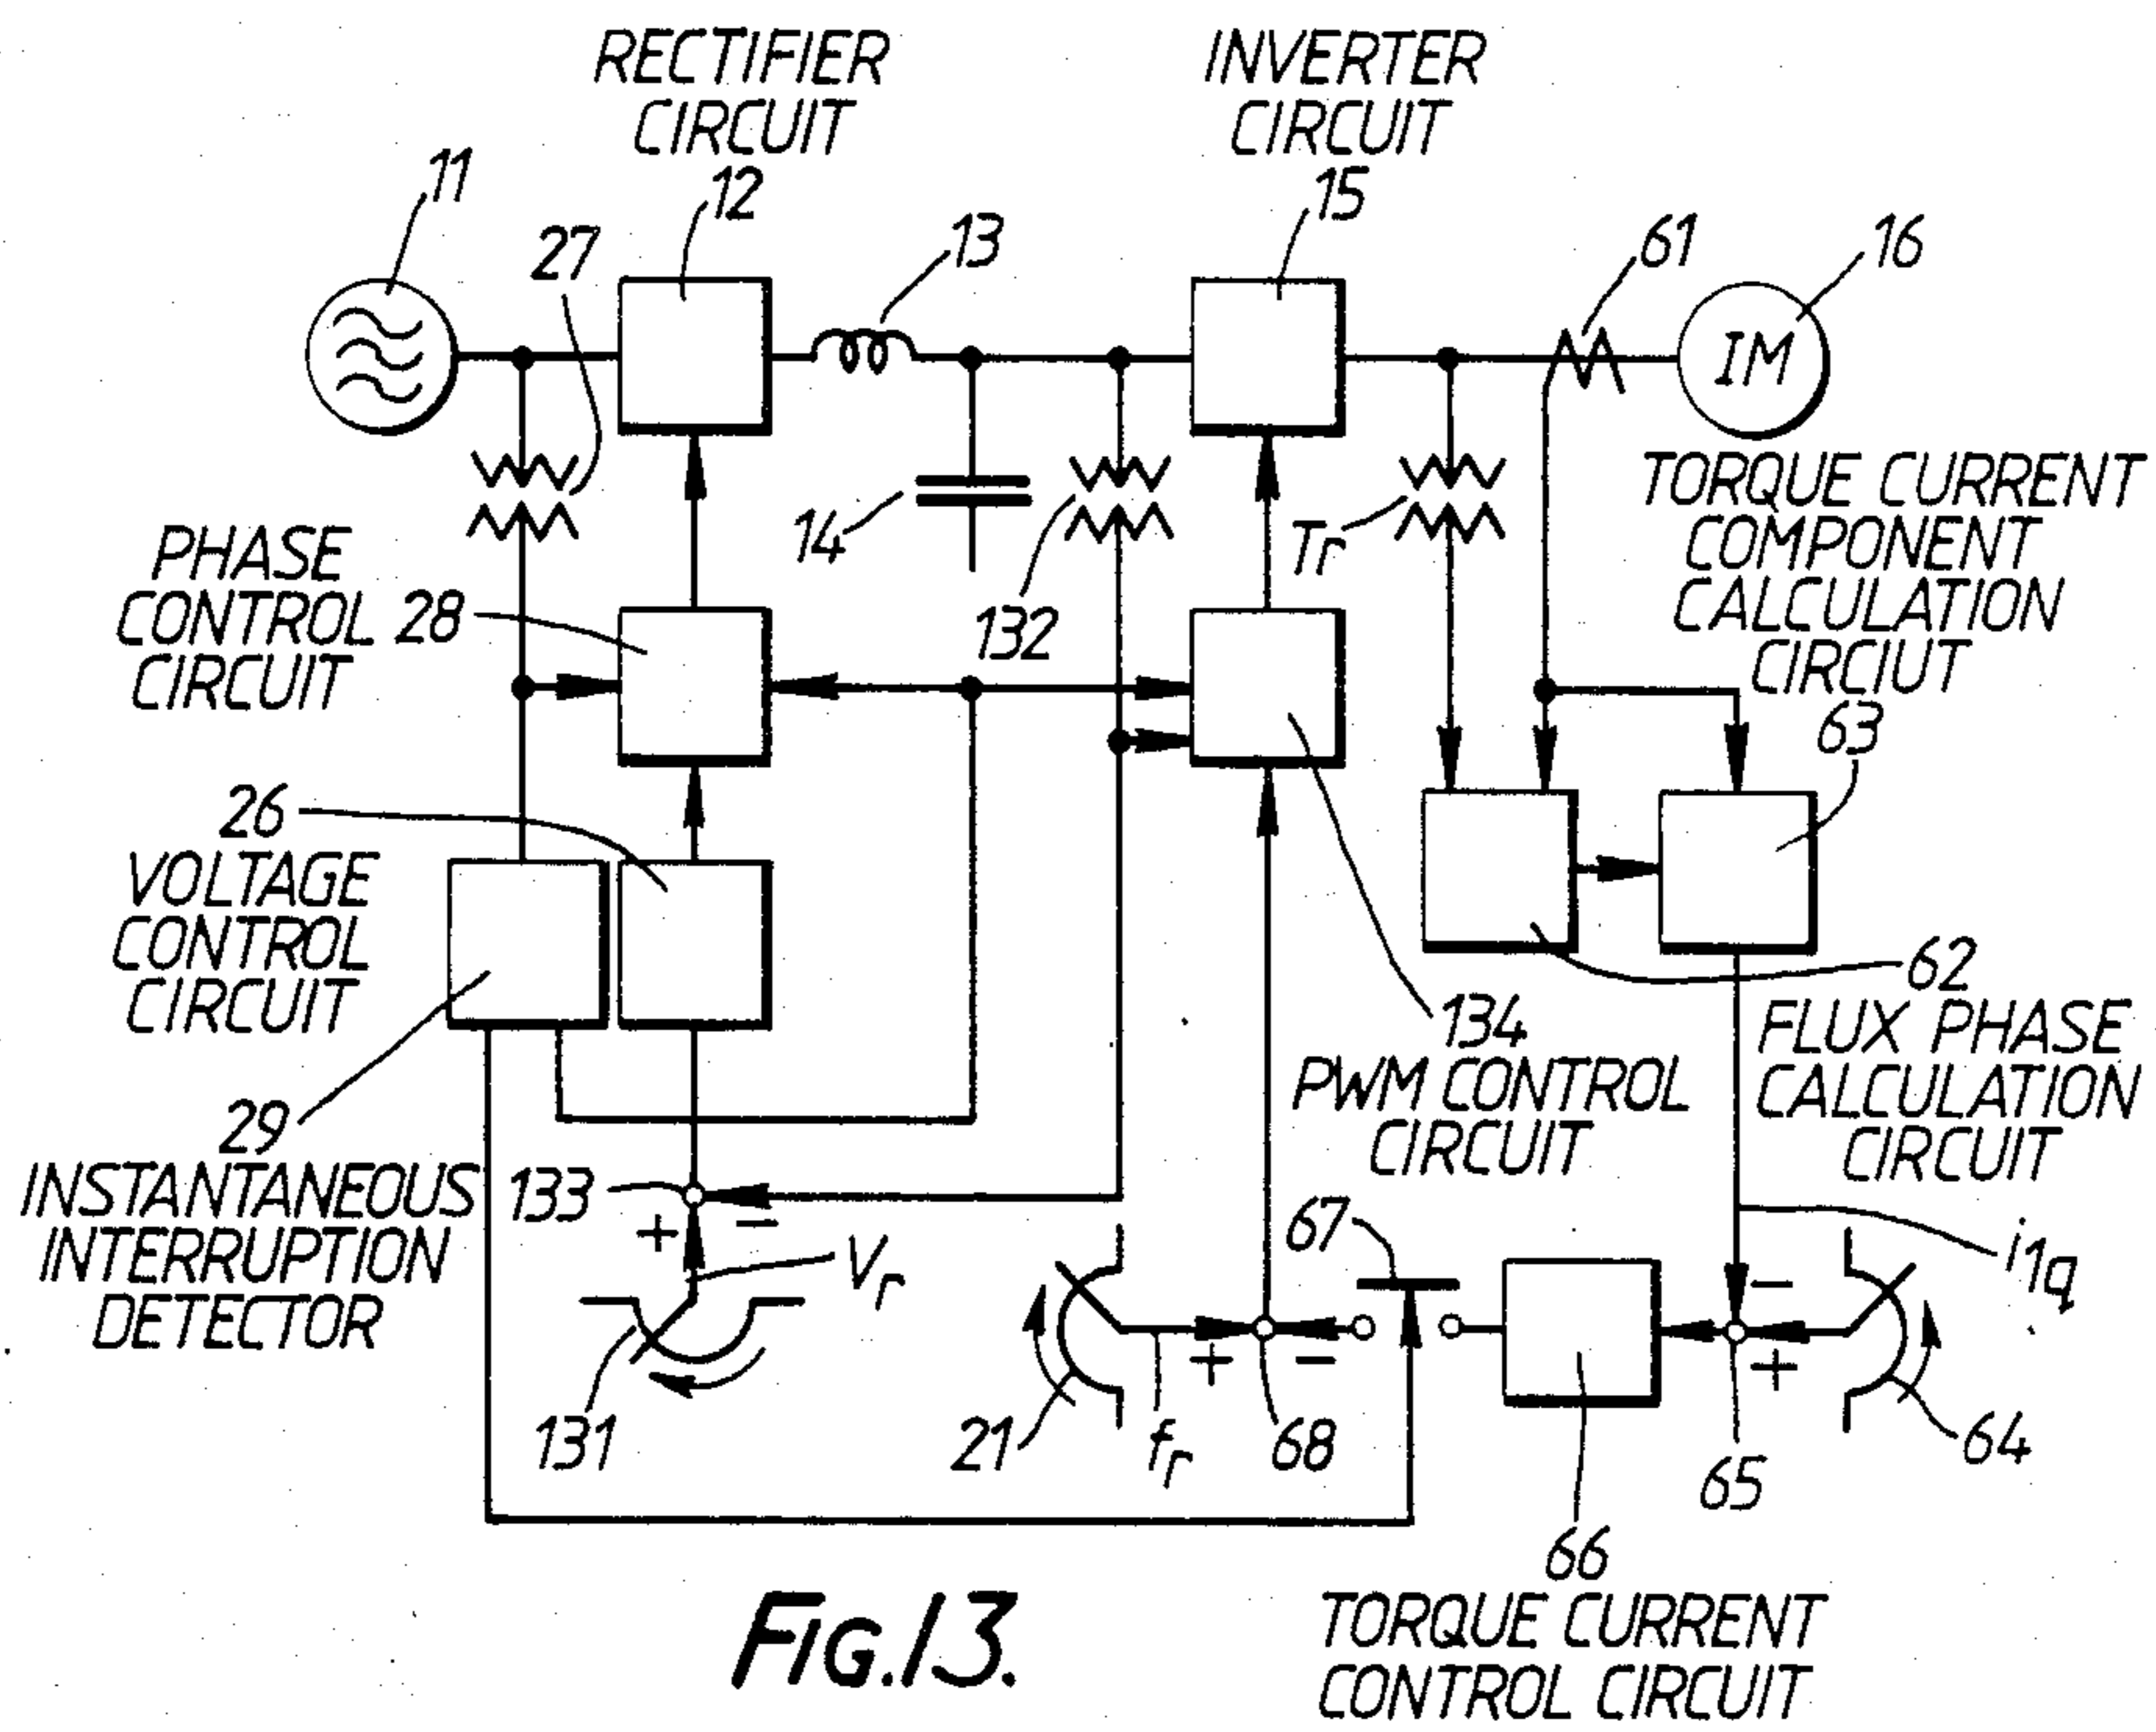 RECTIFIER
CIRCUIT
12
INVERTER
CIRCUIT
15
11
27
13
61
16
IM
14
132
Tr
PHASE
CONTROL
CIRCUIT
28
TORQUE CURRENT
COMPONENT
CALCULATION
CIRCIUT
63
26
VOLTAGE
CONTROL
CIRCUIT
29
INSTANTANEOUS
INTERRUPTION
DETECTOR
134
PWM CONTROL
CIRCUIT
62
FLUX PHASE
CALCULATION
CIRCUIT
133
+
−
Vr
131
67
i1q
−
+
21
fr
+
−
68
65
64
66
TORQUE CURRENT
CONTROL CIRCUIT
FIG.13.